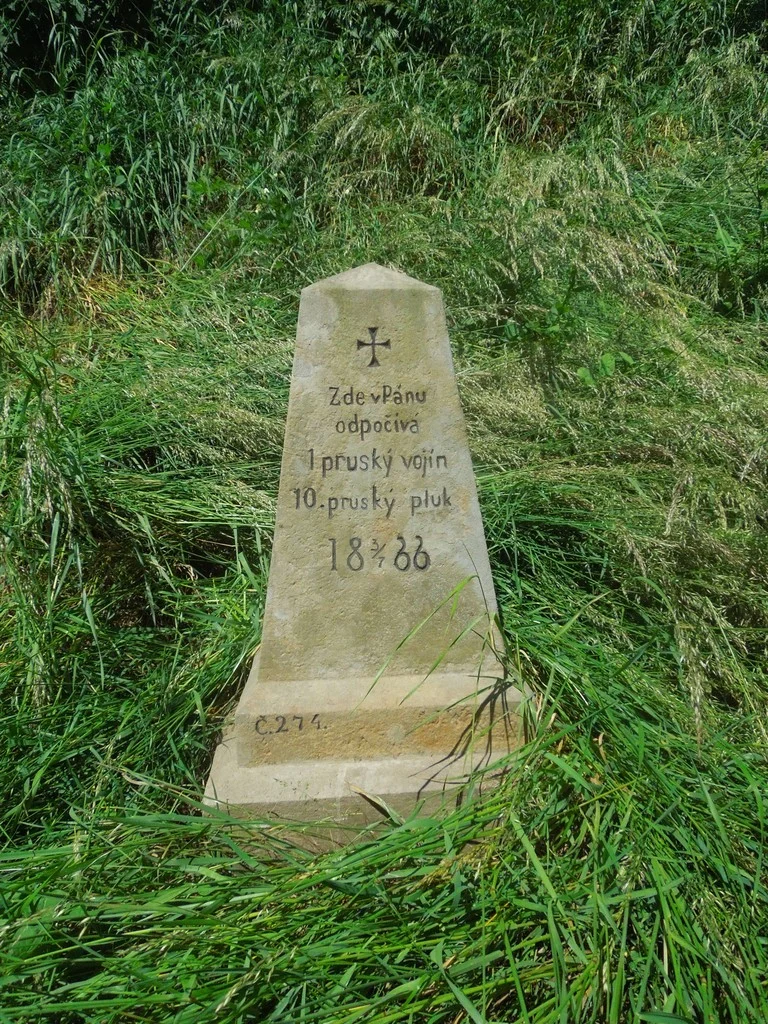 Zde v Pánu
odpočívá
1 pruský vojín
10. pruský pluk
18 3/7 66
Č.274.